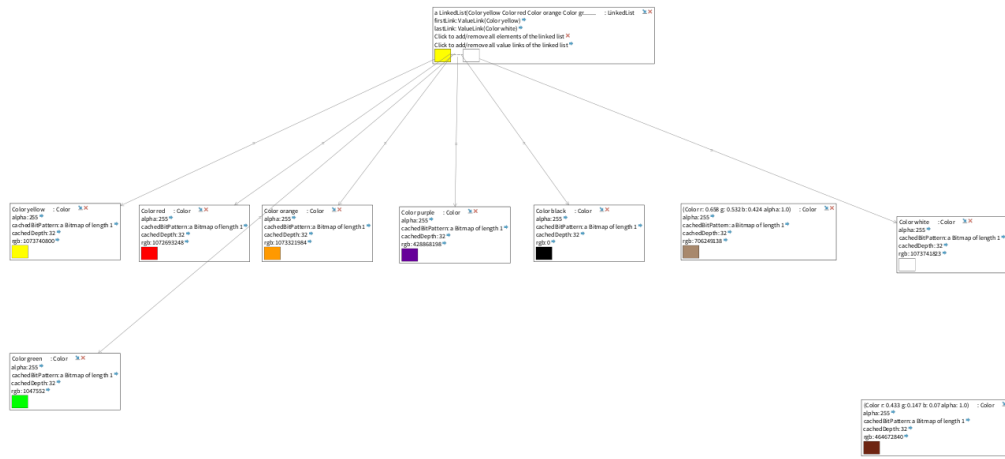 a LinkedList(Color yellow Color red Color orange Color gr...... : LinkedList
firstLink: ValueLink(Color yellow)
lastLink: ValueLink(Color white)
Click to add/remove all elements of the linked list
Click to add/remove all value links of the linked list
Color yellow : Color
alpha: 255
cachedBitPattern: a Bitmap of length 1
cachedDepth: 32
rgb: 1073740800
Color red : Color
alpha: 255
cachedBitPattern: a Bitmap of length 1
cachedDepth: 32
rgb: 1072693248
Color orange : Color
alpha: 255
cachedBitPattern: a Bitmap of length 1
cachedDepth: 32
rgb: 1073321984
Color purple : Color
alpha: 255
cachedBitPattern: a Bitmap of length 1
cachedDepth: 32
rgb: 428868198
Color black : Color
alpha: 255
cachedBitPattern: a Bitmap of length 1
cachedDepth: 32
rgb: 0
(Color r: 0.658 g: 0.532 b: 0.424 alpha: 1.0) : Color
alpha: 255
cachedBitPattern: a Bitmap of length 1
cachedDepth: 32
rgb: 706249138
Color white : Color
alpha: 255
cachedBitPattern: a Bitmap of length 1
cachedDepth: 32
rgb: 1073741823
Color green : Color
alpha: 255
cachedBitPattern: a Bitmap of length 1
cachedDepth: 32
rgb: 1047552
(Color r: 0.433 g: 0.147 b: 0.07 alpha: 1.0) : Color
alpha: 255
cachedBitPattern: a Bitmap of length 1
cachedDepth: 32
rgb: 464672840